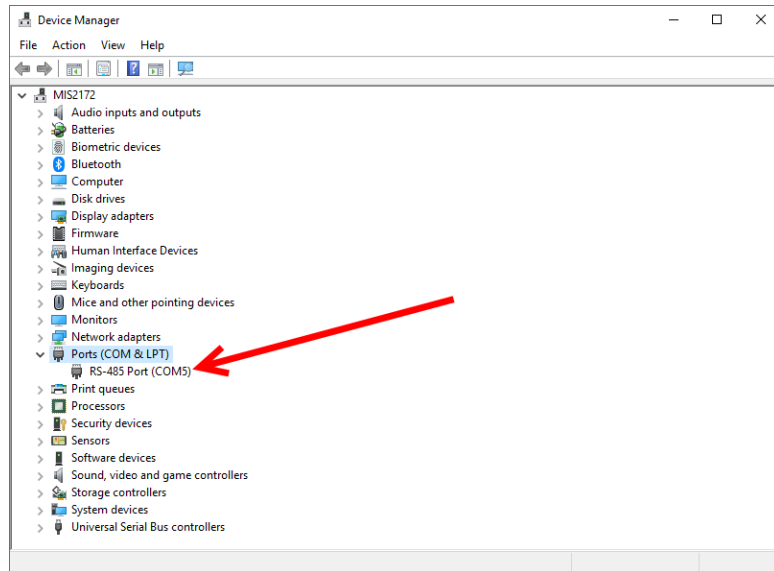 Device Manager
File Action View Help
MIS2172
Audio inputs and outputs
Batteries
Biometric devices
Bluetooth
Computer
Disk drives
Display adapters
Firmware
Human Interface Devices
Imaging devices
Keyboards
Mice and other pointing devices
Monitors
Network adapters
Ports (COM & LPT)
RS-485 Port (COM5)
Print queues
Processors
Security devices
Sensors
Software devices
Sound, video and game controllers
Storage controllers
System devices
Universal Serial Bus controllers